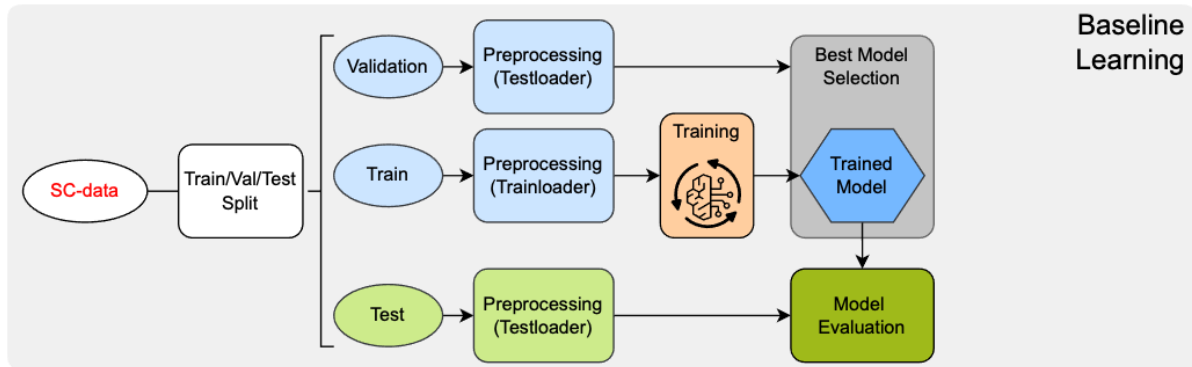 Baseline
Learning
SC-data
Train/Val/Test
Split
Validation
Preprocessing
(Testloader)
Best Model
Selection
Train
Preprocessing
(Trainloader)
Training
Trained
Model
Test
Preprocessing
(Testloader)
Model
Evaluation